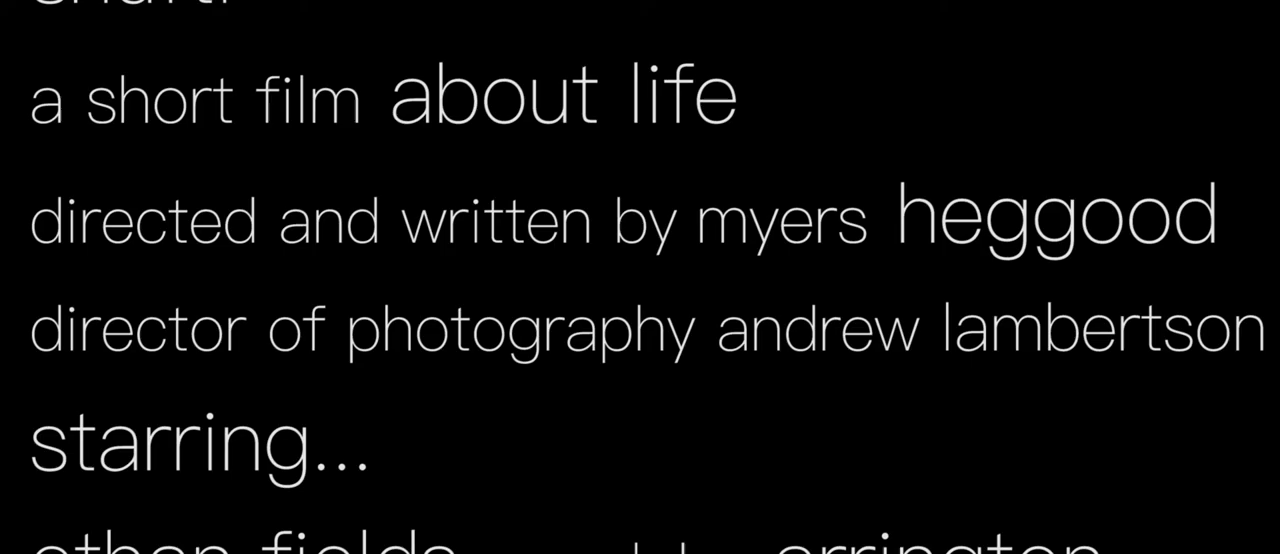 a short film about life
directed and written by myers heggood
director of photography andrew lambertson
starring...
ethan fields